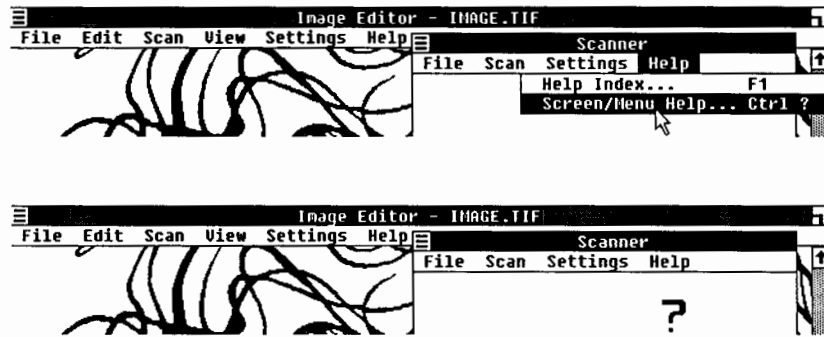 Image Editor - IMAGE.TIF
File Edit Scan View Settings Help
Scanner
File Scan Settings Help
Help Index... F1
Screen/Menu Help... Ctrl ?
Image Editor - IMAGE.TIF
File Edit Scan View Settings Help
Scanner
File Scan Settings Help
?